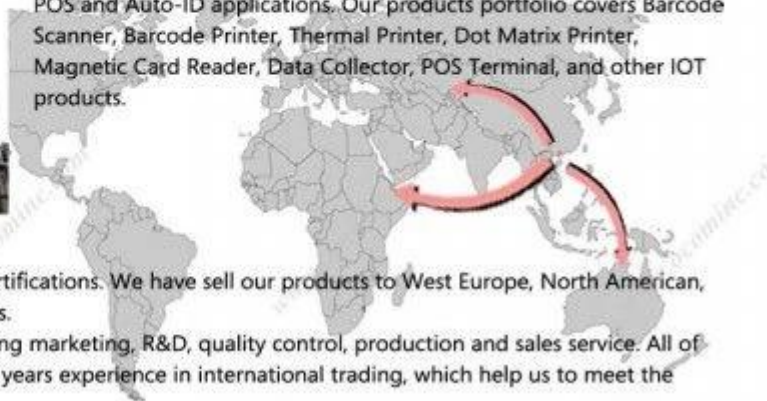 POS and Auto-ID applications. Our products portfolio covers Barcode
Scanner, Barcode Printer, Thermal Printer, Dot Matrix Printer,
Magnetic Card Reader, Data Collector, POS Terminal, and other IOT
products.
rtifications. We have sell our products to West Europe, North American,
s.
ng marketing, R&D, quality control, production and sales service. All of
years experience in international trading, which help us to meet the